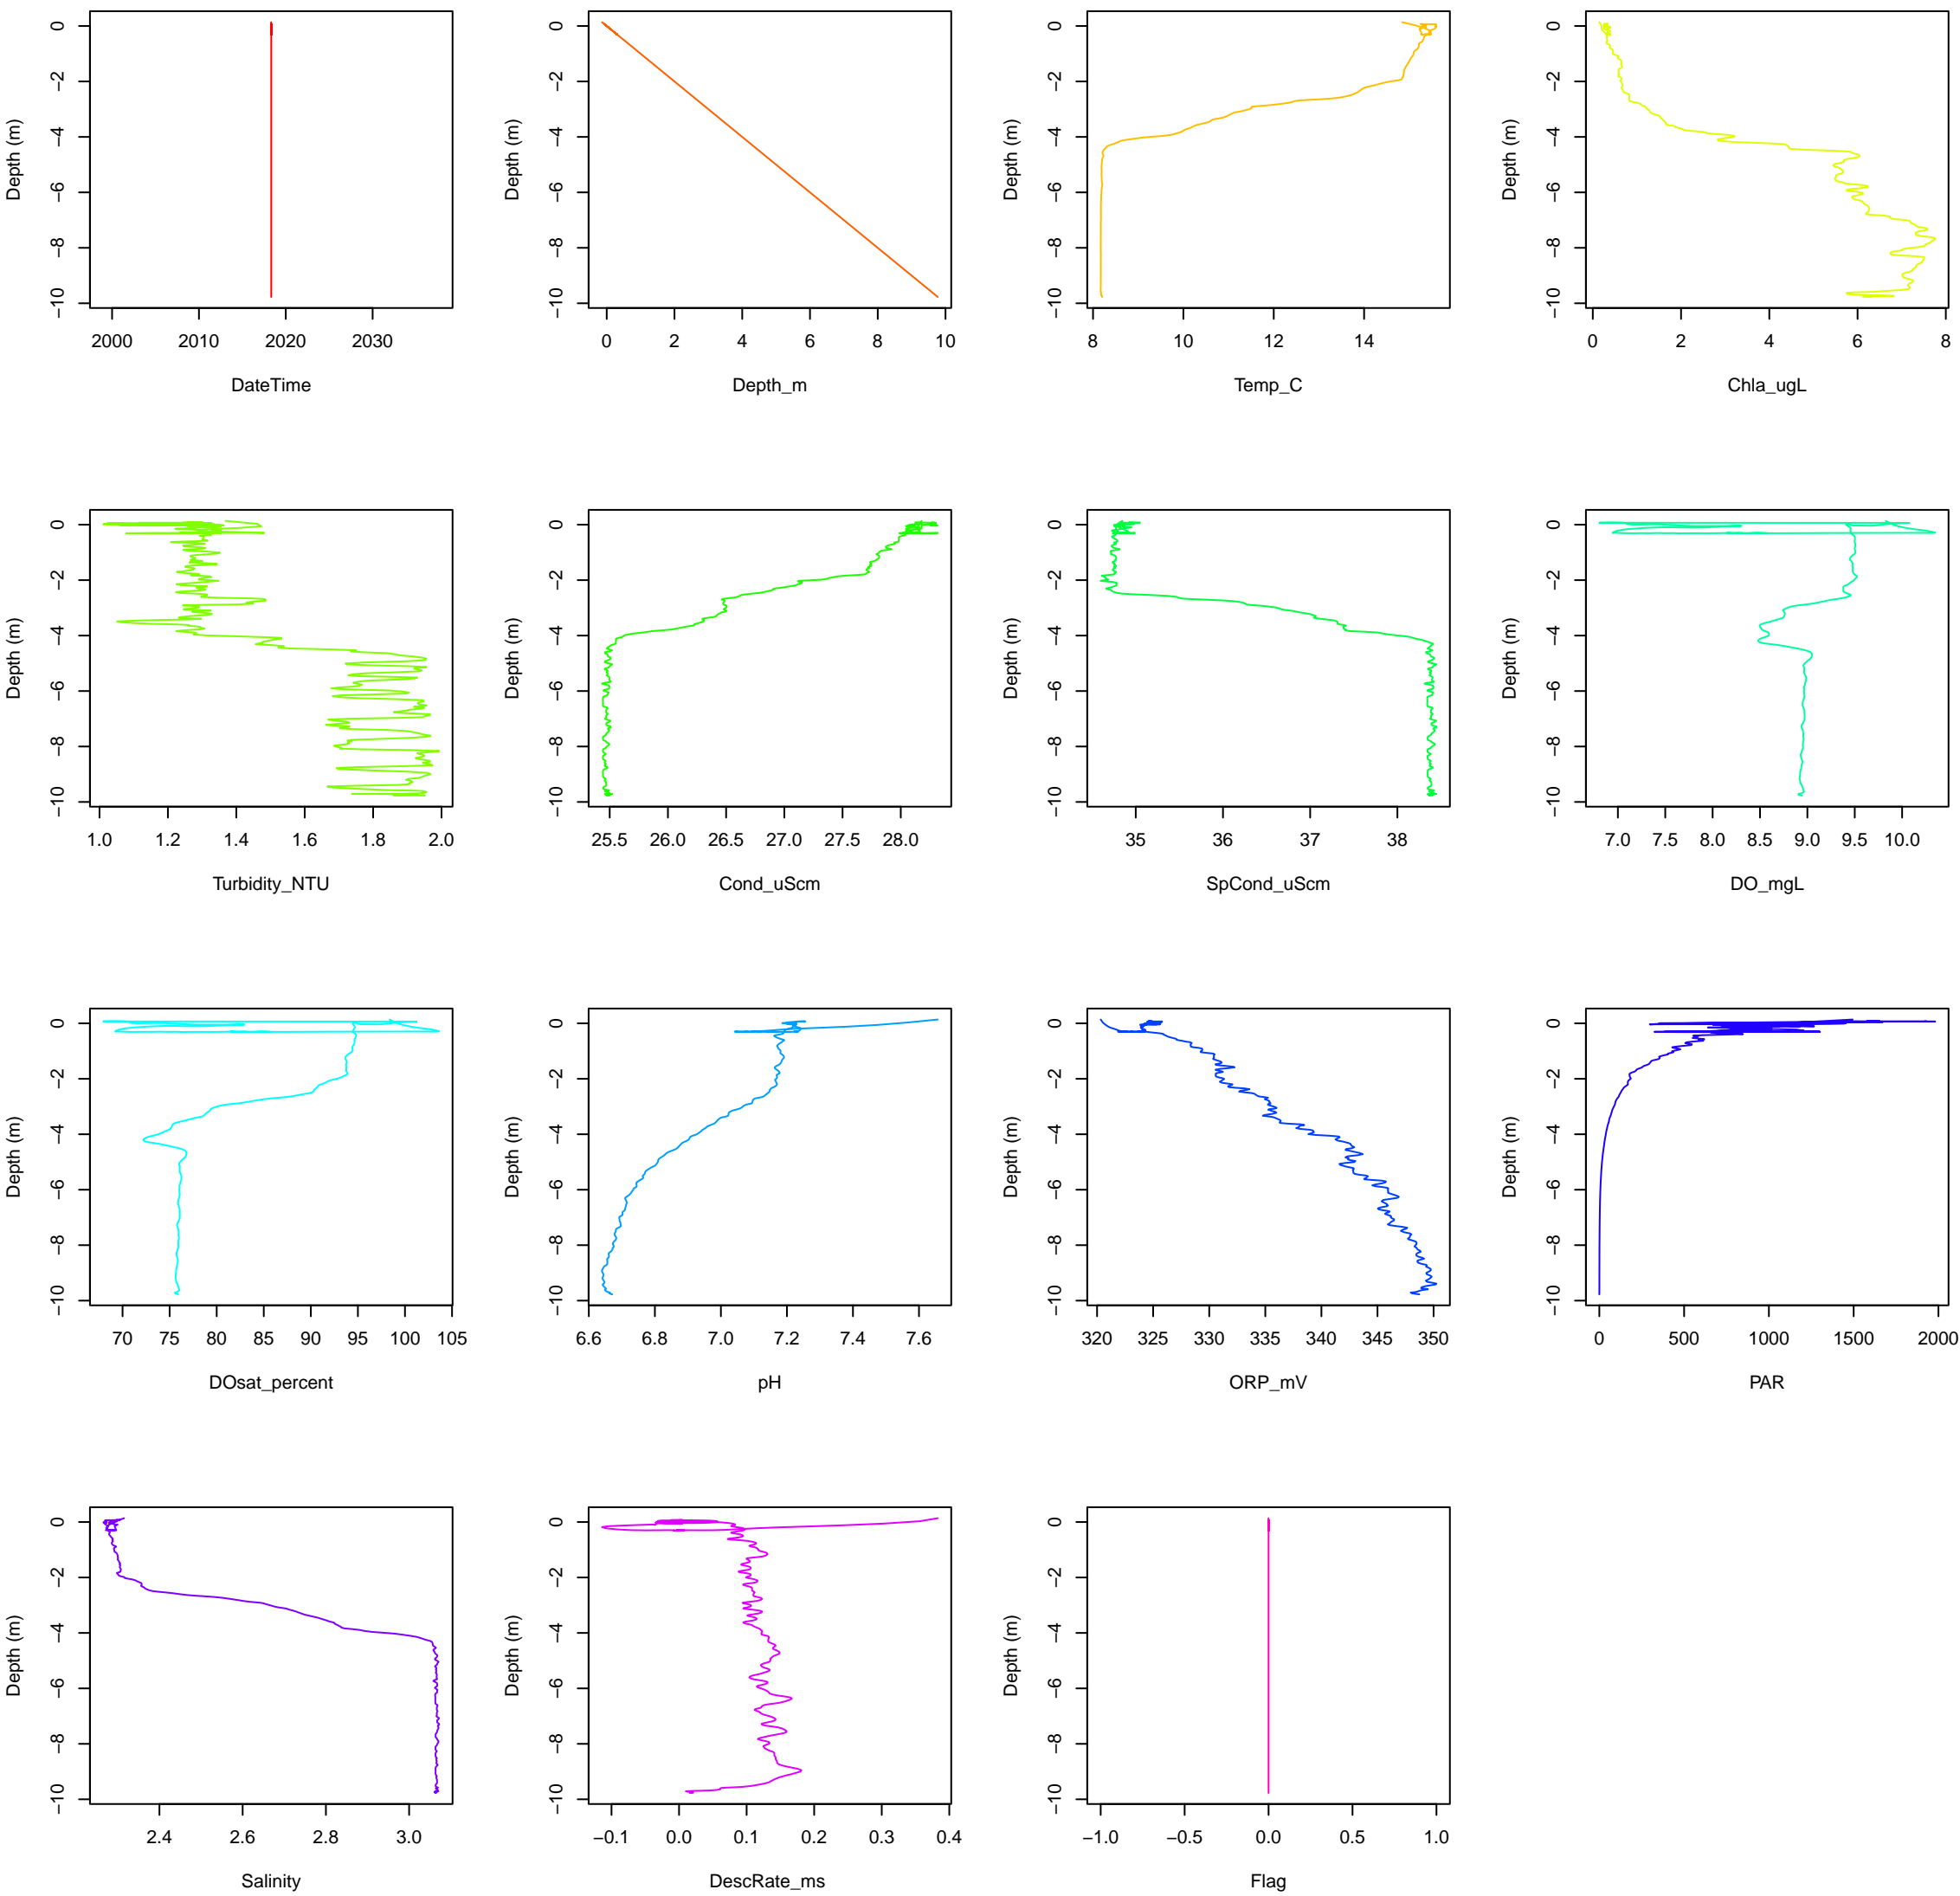 Depth (m)
0
−2
−4
−6
−8
−10
2000 2010 2020 2030
DateTime
Depth (m)
0
−2
−4
−6
−8
−10
0 2 4 6 8 10
Depth_m
Depth (m)
0
−2
−4
−6
−8
−10
8 10 12 14
Temp_C
Depth (m)
0
−2
−4
−6
−8
−10
0 2 4 6 8
Chla_ugL
Depth (m)
0
−2
−4
−6
−8
−10
1.0 1.2 1.4 1.6 1.8 2.0
Turbidity_NTU
Depth (m)
0
−2
−4
−6
−8
−10
25.5 26.0 26.5 27.0 27.5 28.0
Cond_uScm
Depth (m)
0
−2
−4
−6
−8
−10
35 36 37 38
SpCond_uScm
Depth (m)
0
−2
−4
−6
−8
−10
7.0 7.5 8.0 8.5 9.0 9.5 10.0
DO_mgL
Depth (m)
0
−2
−4
−6
−8
−10
70 75 80 85 90 95 100 105
DOsat_percent
Depth (m)
0
−2
−4
−6
−8
−10
6.6 6.8 7.0 7.2 7.4 7.6
pH
Depth (m)
0
−2
−4
−6
−8
−10
320 325 330 335 340 345 350
ORP_mV
Depth (m)
0
−2
−4
−6
−8
−10
0 500 1000 1500 2000
PAR
Depth (m)
0
−2
−4
−6
−8
−10
2.4 2.6 2.8 3.0
Salinity
Depth (m)
0
−2
−4
−6
−8
−10
−0.1 0.0 0.1 0.2 0.3 0.4
DescRate_ms
Depth (m)
0
−2
−4
−6
−8
−10
−1.0 −0.5 0.0 0.5 1.0
Flag